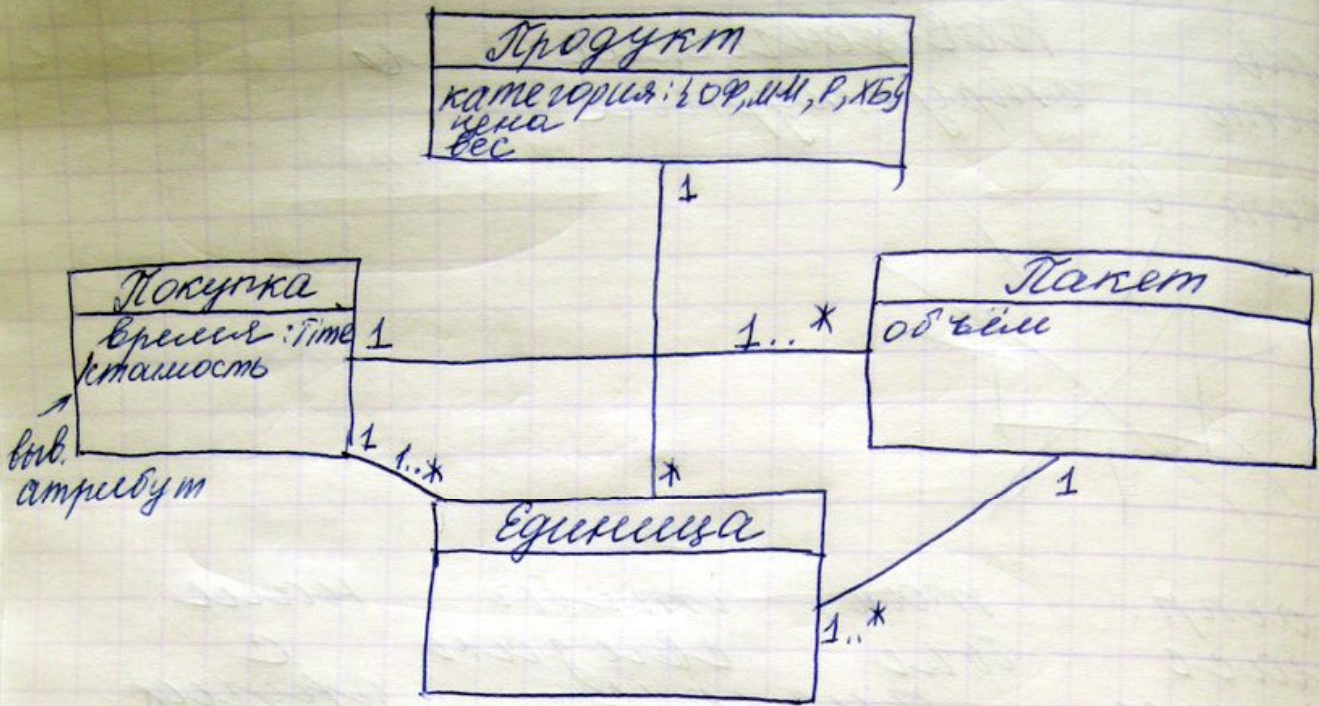 Продукт
категория: {ОФ, ММ, Р, ХБ}
цена
вес
1
Покупка
время: Time
/стаимость
выв.
атрибут
1
1..*
Пакет
объём
1
1..*
*
1
Единица
1..*